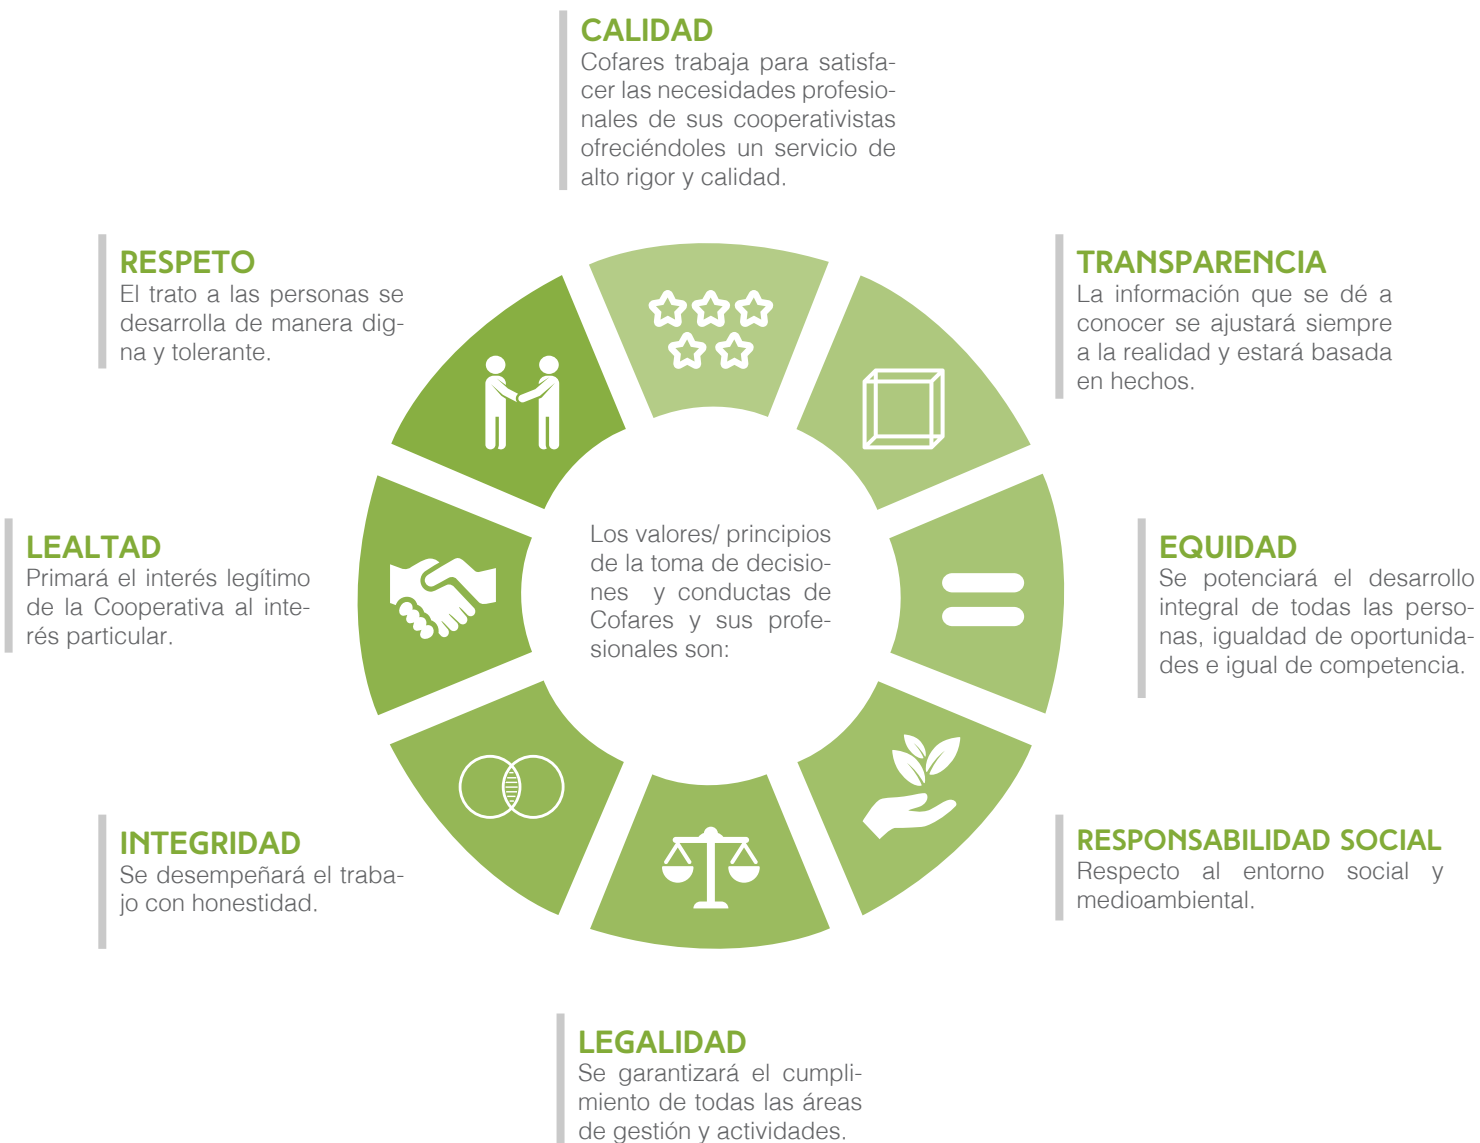 CALIDAD
Cofares trabaja para satisfa-
cer las necesidades profesio-
nales de sus cooperativistas
ofreciéndoles un servicio de
alto rigor y calidad.
RESPETO
El trato a las personas se
desarrolla de manera dig-
na y tolerante.
TRANSPARENCIA
La información que se dé a
conocer se ajustará siempre
a la realidad y estará basada
en hechos.
LEALTAD
Primará el interés legítimo
de la Cooperativa al inte-
rés particular.
Los valores/ principios
de la toma de decisio-
nes y conductas de
Cofares y sus profe-
sionales son:
EQUIDAD
Se potenciará el desarrollo
integral de todas las perso-
nas, igualdad de oportunida-
des e igual de competencia.
INTEGRIDAD
Se desempeñará el traba-
jo con honestidad.
RESPONSABILIDAD SOCIAL
Respecto al entorno social y
medioambiental.
LEGALIDAD
Se garantizará el cumpli-
miento de todas las áreas
de gestión y actividades.